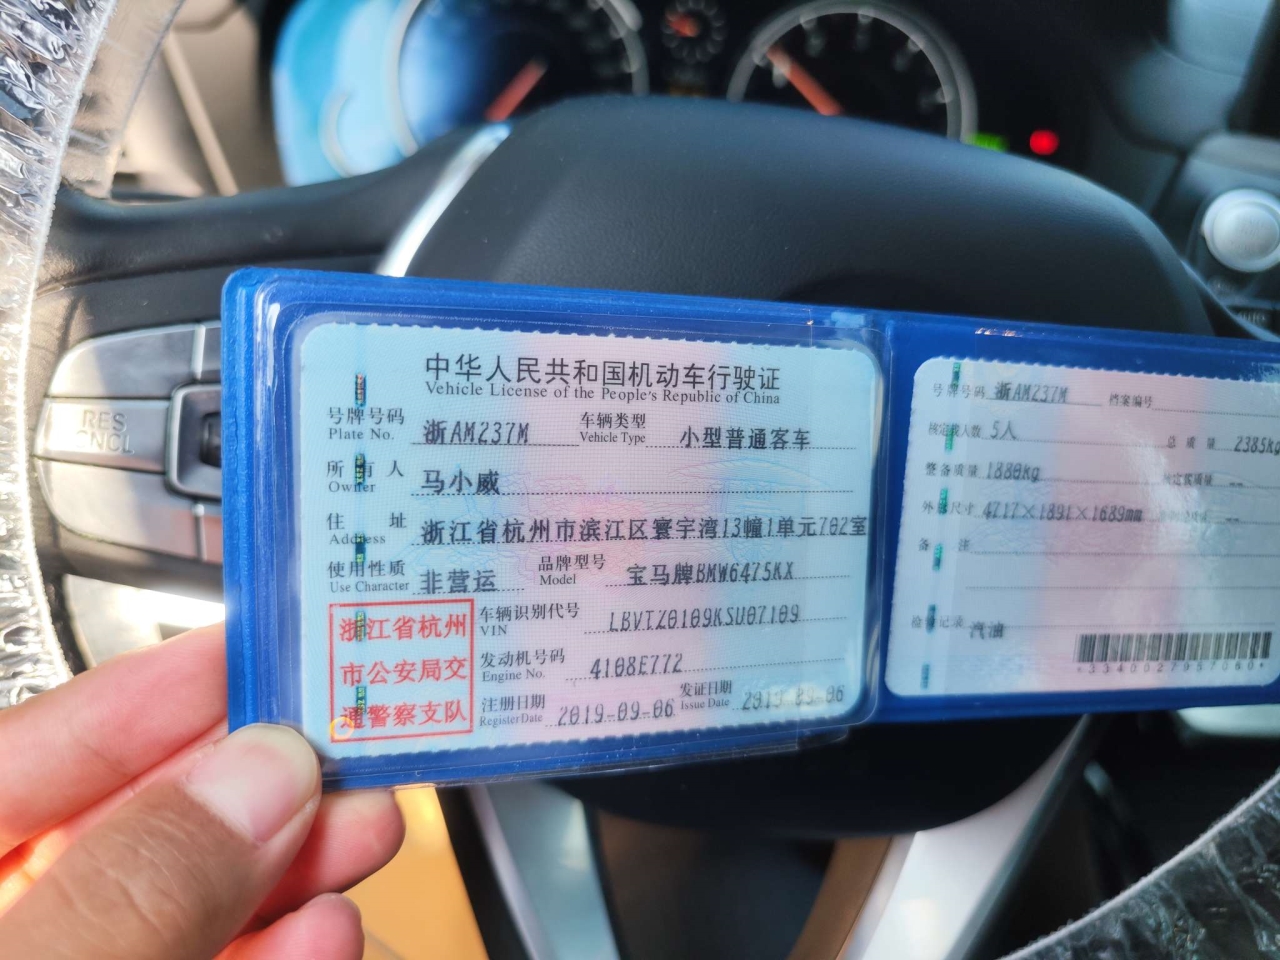 RES
CNCL
中华人民共和国机动车行驶证
Vehicle License of the People's Republic of China
号牌号码 浙AM237M 车辆类型 小型普通客车
Plate No. Vehicle Type
所有人 马小威
Owner
住址 浙江省杭州市滨江区寰宇湾13幢1单元702室
Address
使用性质 非营运 品牌型号 宝马牌BMW6475KX
Use Character Model
浙江省杭州
市公安局交
通警察支队
车辆识别代号 LBVTZ0109KSU07109
VIN
发动机号码 4108E772
Engine No.
注册日期 2019-09-06 发证日期 2019-09-06
Register Date Issue Date
号牌号码 浙AM237M 档案编号
核定载人数 5人 总质量 2385kg
整备质量 1880kg 核定载质量 --
外廓尺寸 4717×1891×1689mm --
备注
检验记录 汽油